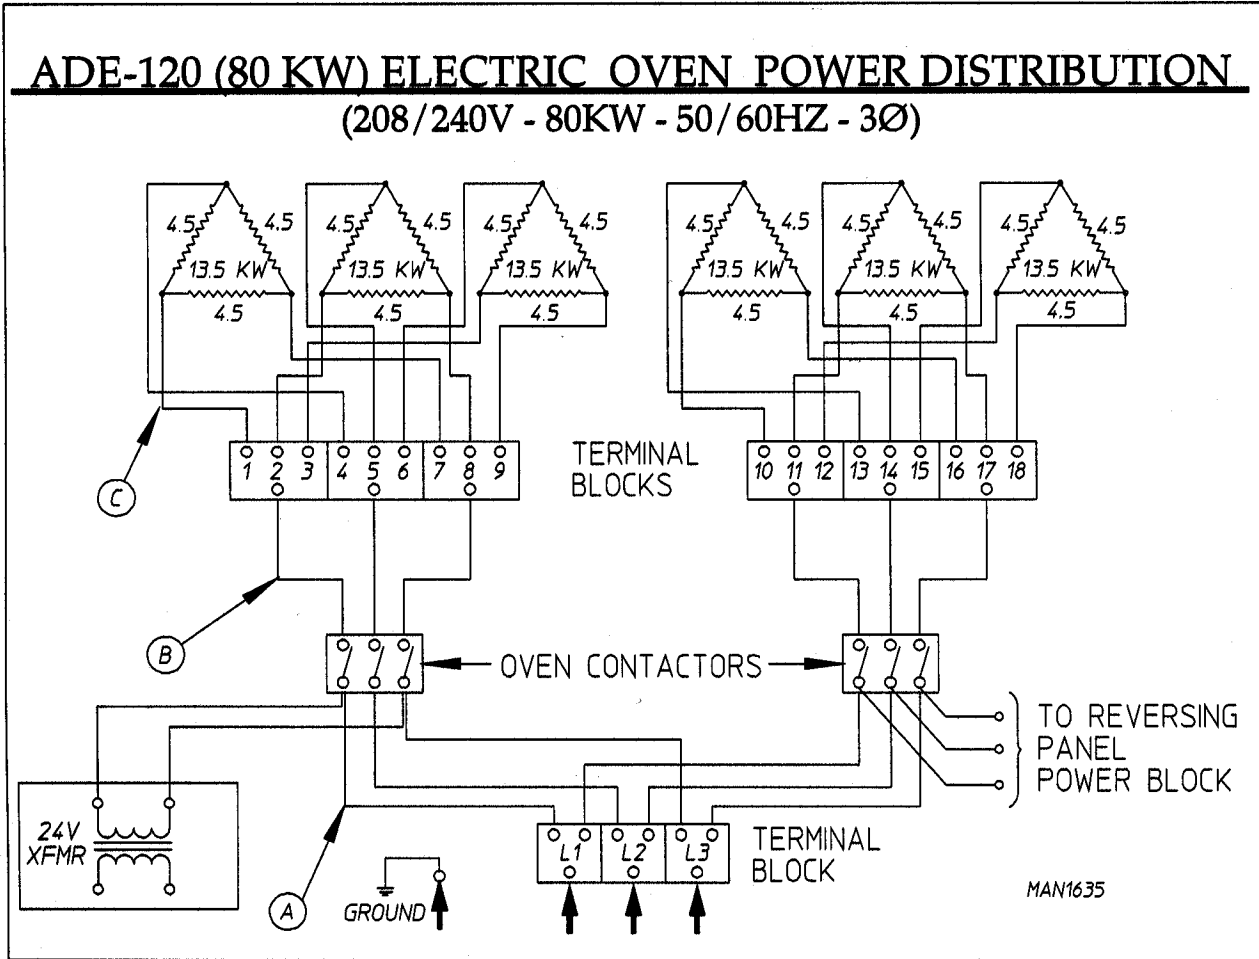 ADE-120 (80 KW) ELECTRIC OVEN POWER DISTRIBUTION
(208/240V - 80KW - 50/60HZ - 3Ø)
4.5 4.5 4.5 4.5 4.5 4.5 4.5 4.5 4.5 4.5 4.5 4.5
13.5 KW 13.5 KW 13.5 KW 13.5 KW 13.5 KW 13.5 KW
4.5 4.5 4.5 4.5 4.5 4.5
1 2 3 4 5 6 7 8 9
TERMINAL
BLOCKS
10 11 12 13 14 15 16 17 18
C
B
OVEN CONTACTORS
TO REVERSING
PANEL
POWER BLOCK
24V
XFMR
L1 L2 L3
TERMINAL
BLOCK
A
GROUND
MAN1635